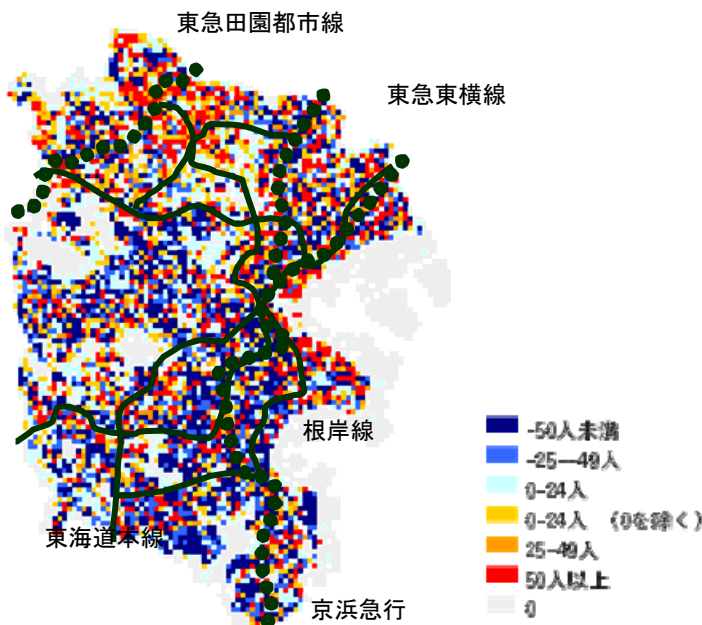 東急田園都市線
東急東横線
根岸線
東海道本線
京浜急行
-50人未満
-25--49人
0-24人
0-24人 (0を除く)
25-49人
50人以上
0